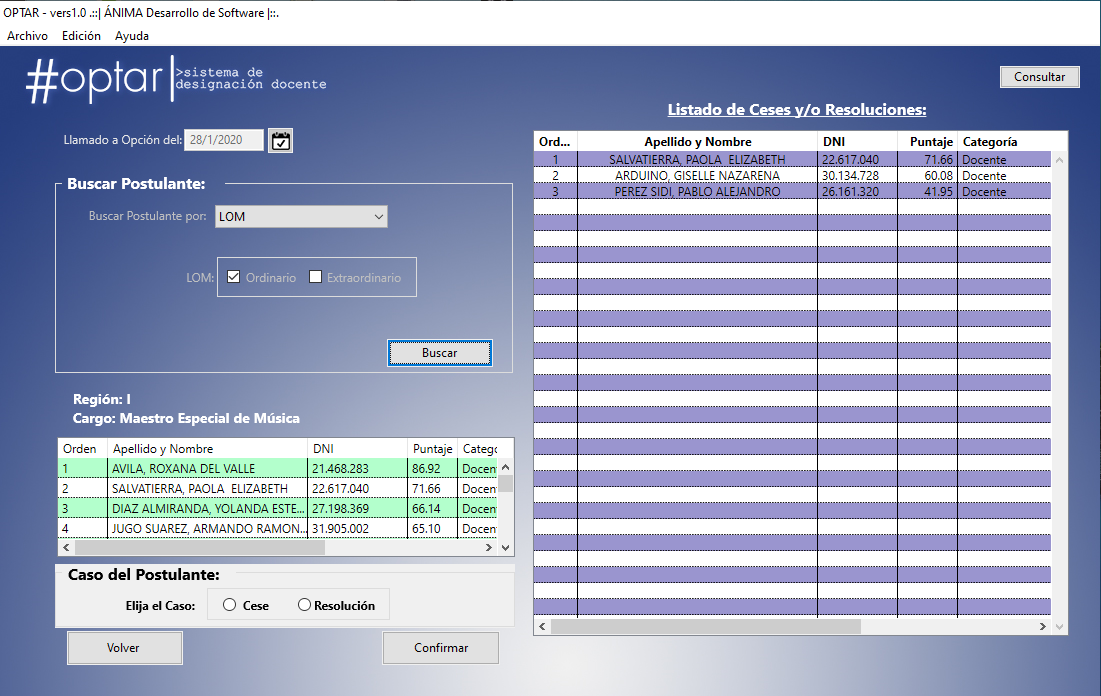 OPTAR - vers1.0 .::| ÁNIMA Desarrollo de Software |::.
Archivo Edición Ayuda
#optar
>sistema de
designación docente
Consultar
Listado de Ceses y/o Resoluciones:
Llamado a Opción del: 28/1/2020
Ord... Apellido y Nombre DNI Puntaje Categoría
1 SALVATIERRA, PAOLA  ELIZABETH 22.617.040 71.66 Docente
2 ARDUINO, GISELLE NAZARENA 30.134.728 60.08 Docente
3 PEREZ SIDI, PABLO ALEJANDRO 26.161.320 41.95 Docente
Buscar Postulante:
Buscar Postulante por: LOM
LOM: Ordinario Extraordinario
Buscar
Región: I
Cargo: Maestro Especial de Música
Orden Apellido y Nombre DNI Puntaje Categc
1 AVILA, ROXANA DEL VALLE 21.468.283 86.92 Docen
2 SALVATIERRA, PAOLA  ELIZABETH 22.617.040 71.66 Docen
3 DIAZ ALMIRANDA, YOLANDA ESTE... 27.198.369 66.14 Docen
4 JUGO SUAREZ, ARMANDO RAMON... 31.905.002 65.10 Docen
Caso del Postulante:
Elija el Caso: Cese Resolución
Volver Confirmar